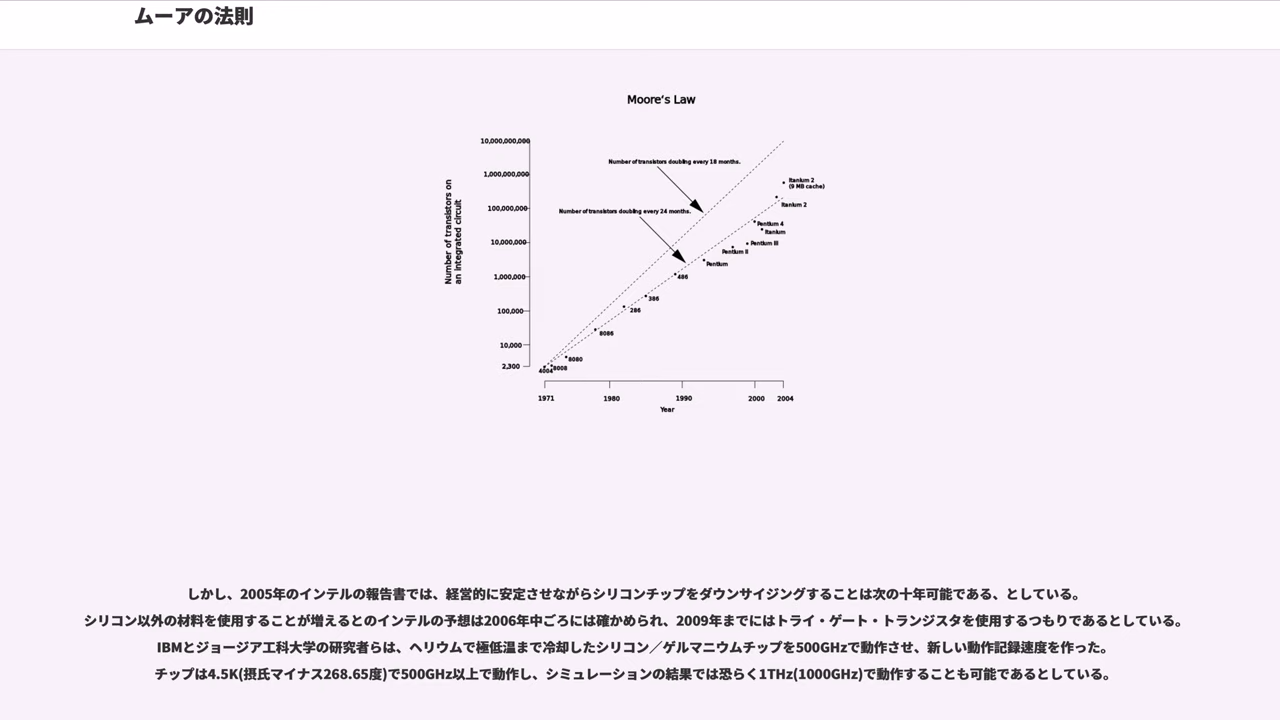 ムーアの法則
Moore's Law
10,000,000,000
1,000,000,000
100,000,000
10,000,000
1,000,000
100,000
10,000
2,300
Number of transistors on
an integrated circuit
Number of transistors doubling every 18 months.
Number of transistors doubling every 24 months.
Itanium 2
(9 MB cache)
Itanium 2
Pentium 4
Itanium
Pentium III
Pentium II
Pentium
486
386
286
8086
8080
8008
4004
1971
1980
1990
2000
2004
Year
しかし、2005年のインテルの報告書では、経営的に安定させながらシリコンチップをダウンサイジングすることは次の十年可能である、としている。
シリコン以外の材料を使用することが増えるとのインテルの予想は2006年中ごろには確かめられ、2009年までにはトライ・ゲート・トランジスタを使用するつもりであるとしている。
IBMとジョージア工科大学の研究者らは、ヘリウムで極低温まで冷却したシリコン／ゲルマニウムチップを500GHzで動作させ、新しい動作記録速度を作った。
チップは4.5K(摂氏マイナス268.65度)で500GHz以上で動作し、シミュレーションの結果では恐らく1THz(1000GHz)で動作することも可能であるとしている。